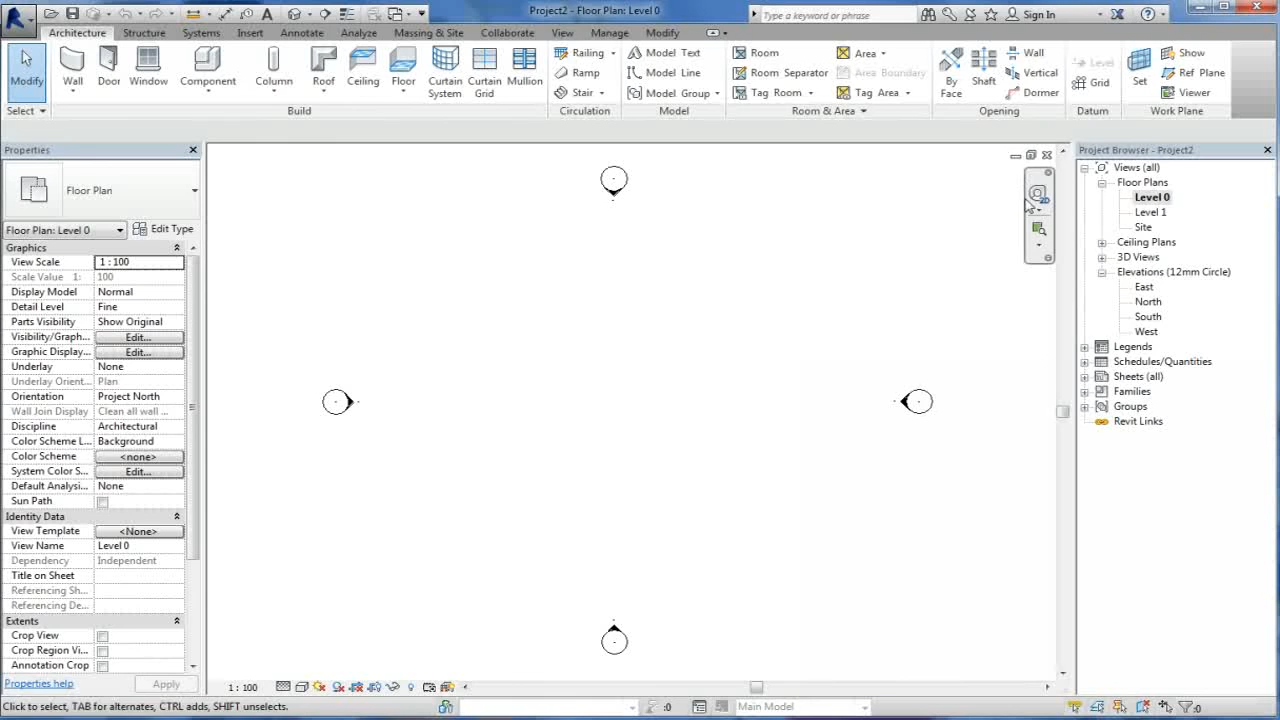 Project2 - Floor Plan: Level 0
Type a keyword or phrase
Sign In
Architecture Structure Systems Insert Annotate Analyze Massing & Site Collaborate View Manage Modify
Modify
Wall
Door
Window
Component
Column
Roof
Ceiling
Floor
Curtain System
Curtain Grid
Mullion
Railing
Ramp
Stair
Model Text
Model Line
Model Group
Room
Room Separator
Tag Room
Area
Area Boundary
Tag Area
By Face
Shaft
Wall
Vertical
Dormer
Level
Grid
Set
Show
Ref Plane
Viewer
Select Build Circulation Model Room & Area Opening Datum Work Plane
Properties
Floor Plan
Floor Plan: Level 0 Edit Type
Graphics
View Scale 1 : 100
Scale Value 1: 100
Display Model Normal
Detail Level Fine
Parts Visibility Show Original
Visibility/Graph... Edit...
Graphic Display... Edit...
Underlay None
Underlay Orient... Plan
Orientation Project North
Wall Join Display Clean all wall ...
Discipline Architectural
Color Scheme L... Background
Color Scheme <none>
System Color S... Edit...
Default Analysi... None
Sun Path
Identity Data
View Template <None>
View Name Level 0
Dependency Independent
Title on Sheet
Referencing Sh...
Referencing De...
Extents
Crop View
Crop Region Vi...
Annotation Crop
Properties help Apply
2D
1 : 100
Project Browser - Project2
Views (all)
Floor Plans
Level 0
Level 1
Site
Ceiling Plans
3D Views
Elevations (12mm Circle)
East
North
South
West
Legends
Schedules/Quantities
Sheets (all)
Families
Groups
Revit Links
Click to select, TAB for alternates, CTRL adds, SHIFT unselects.
:0
Main Model
:0